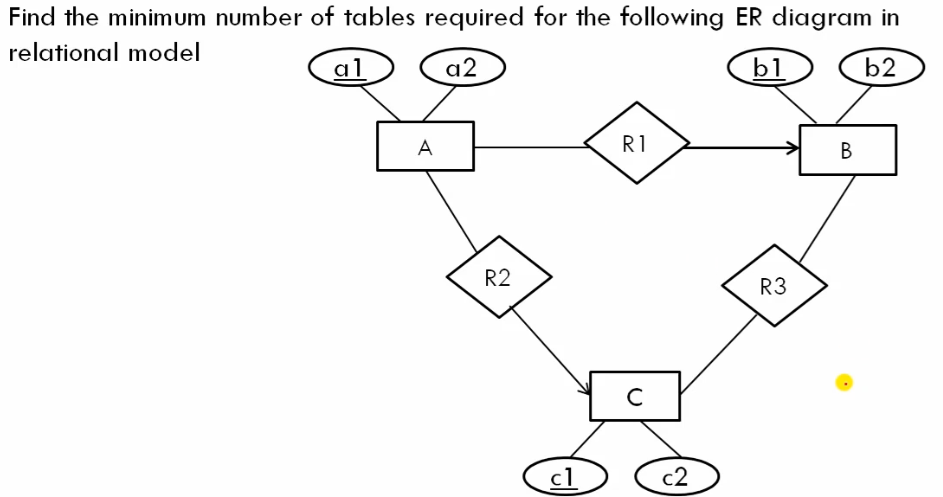 Find the minimum number of tables required for the following ER diagram in
relational model
a1 a2 b1 b2
A R1 B
R2 R3
C
c1 c2